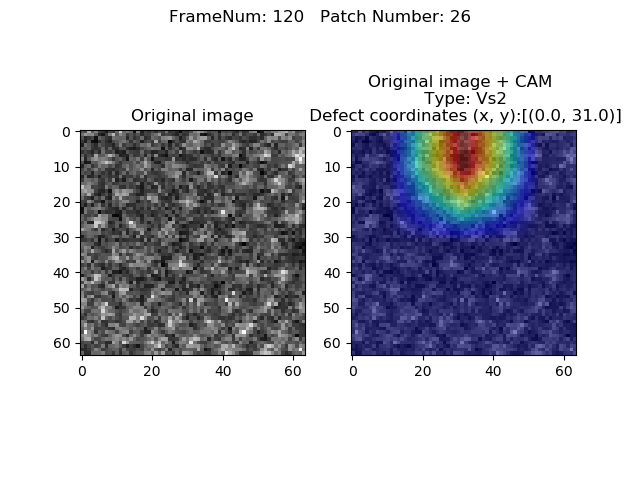 FrameNum: 120   Patch Number: 26
Original image
Original image + CAM
Type: Vs2
Defect coordinates (x, y):[(0.0, 31.0)]
0
10
20
30
40
50
60
0 20 40 60
0
10
20
30
40
50
60
0 20 40 60